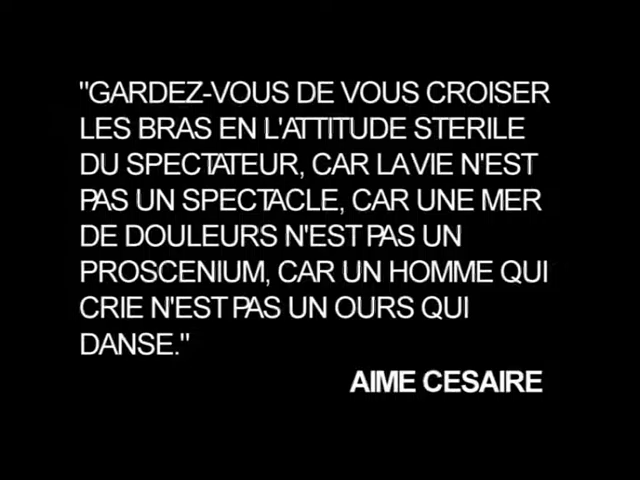 "GARDEZ-VOUS DE VOUS CROISER
LES BRAS EN L'ATTITUDE STERILE
DU SPECTATEUR, CAR LA VIE N'EST
PAS UN SPECTACLE, CAR UNE MER
DE DOULEURS N'EST PAS UN
PROSCENIUM, CAR UN HOMME QUI
CRIE N'EST PAS UN OURS QUI
DANSE."
AIME CESAIRE